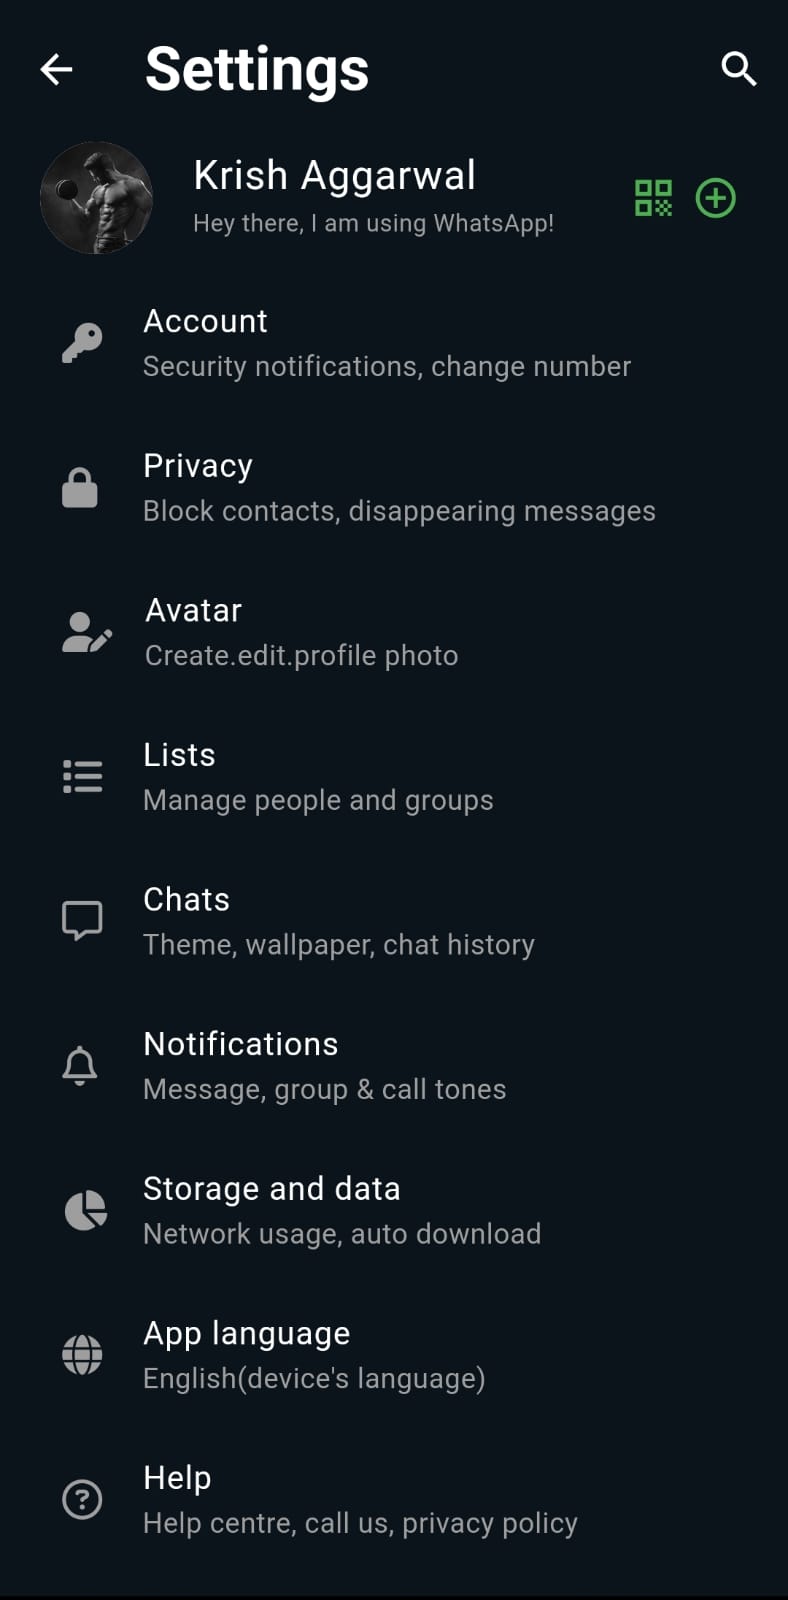 Settings
Krish Aggarwal
Hey there, I am using WhatsApp!
Account
Security notifications, change number
Privacy
Block contacts, disappearing messages
Avatar
Create.edit.profile photo
Lists
Manage people and groups
Chats
Theme, wallpaper, chat history
Notifications
Message, group & call tones
Storage and data
Network usage, auto download
App language
English(device's language)
Help
Help centre, call us, privacy policy